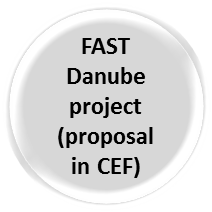 FAST
Danube
project
(proposal
in CEF)